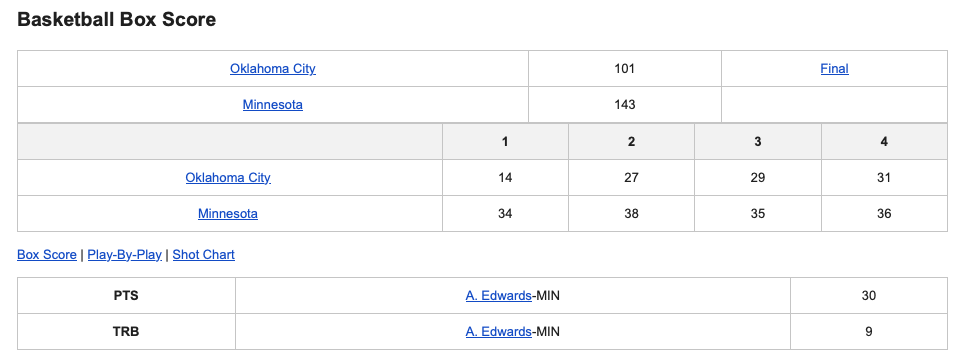 Basketball Box Score
Oklahoma City 101 Final
Minnesota 143
1 2 3 4
Oklahoma City 14 27 29 31
Minnesota 34 38 35 36
Box Score | Play-By-Play | Shot Chart
PTS A. Edwards-MIN 30
TRB A. Edwards-MIN 9